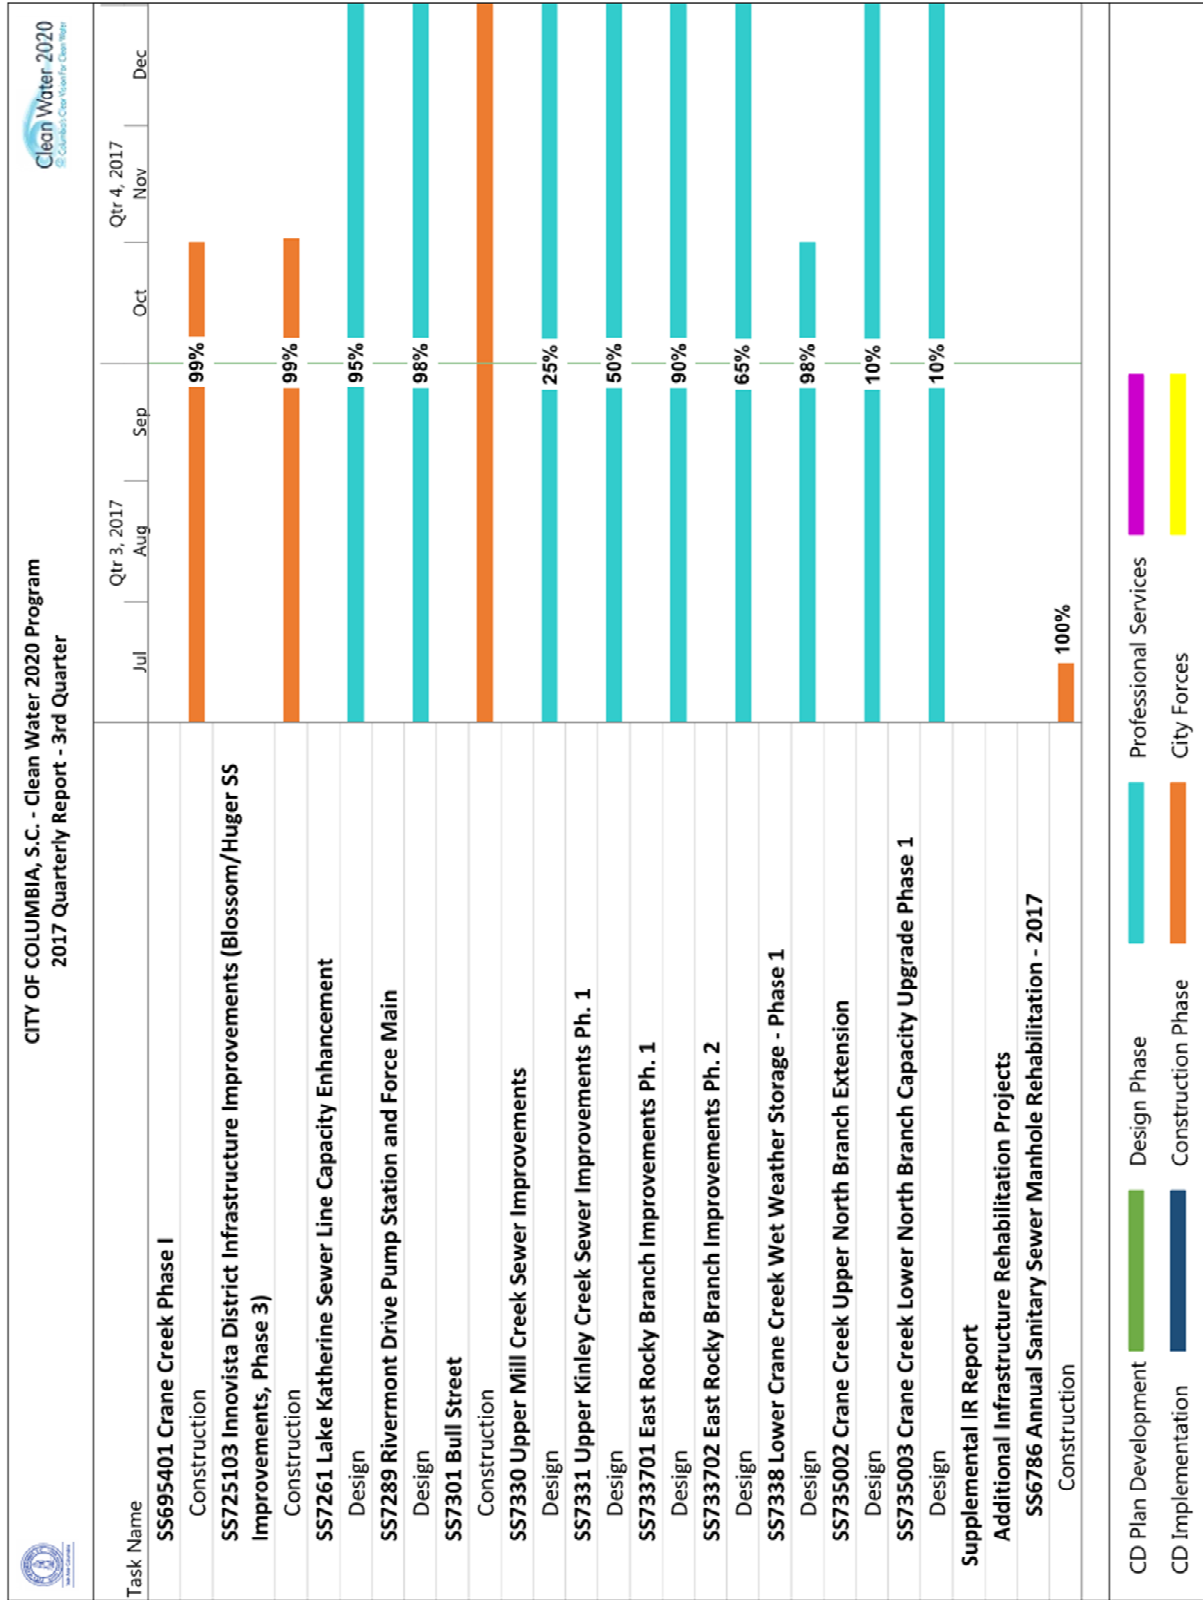 CITY OF COLUMBIA, S.C. - Clean Water 2020 Program
2017 Quarterly Report - 3rd Quarter
Clean Water 2020
Columbia's Clear Vision for Clean Water
Task Name
Qtr 3, 2017
Qtr 4, 2017
Jul
Aug
Sep
Oct
Nov
Dec
SS695401 Crane Creek Phase I
Construction
99%
SS725103 Innovista District Infrastructure Improvements (Blossom/Huger SS
Improvements, Phase 3)
Construction
99%
SS7261 Lake Katherine Sewer Line Capacity Enhancement
Design
95%
SS7289 Rivermont Drive Pump Station and Force Main
Design
98%
SS7301 Bull Street
Construction
SS7330 Upper Mill Creek Sewer Improvements
Design
25%
SS7331 Upper Kinley Creek Sewer Improvements Ph. 1
Design
50%
SS733701 East Rocky Branch Improvements Ph. 1
Design
90%
SS733702 East Rocky Branch Improvements Ph. 2
Design
65%
SS7338 Lower Crane Creek Wet Weather Storage - Phase 1
Design
98%
SS735002 Crane Creek Upper North Branch Extension
Design
10%
SS735003 Crane Creek Lower North Branch Capacity Upgrade Phase 1
Design
10%
Supplemental IR Report
Additional Infrastructure Rehabilitation Projects
SS6786 Annual Sanitary Sewer Manhole Rehabilitation - 2017
Construction
100%
CD Plan Development
Design Phase
Professional Services
CD Implementation
Construction Phase
City Forces